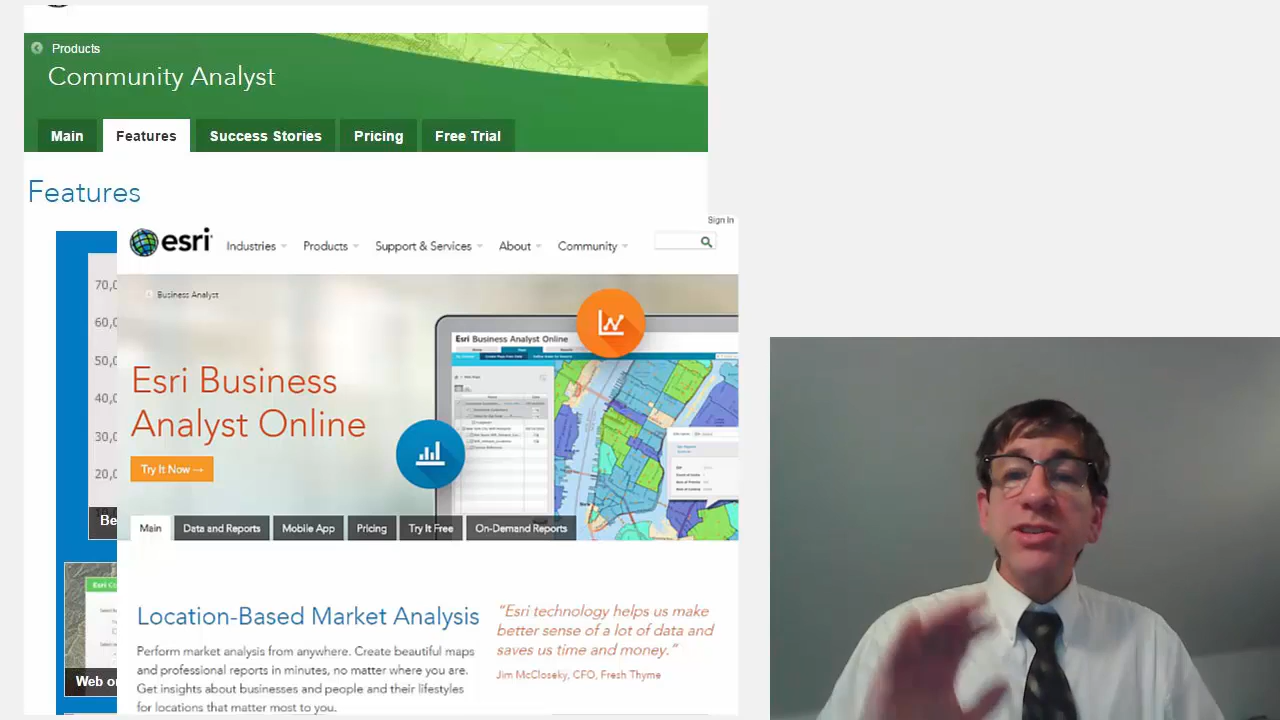 Products
Community Analyst
Main
Features
Success Stories
Pricing
Free Trial
Features
70,0
60,0
50,0
40,0
30,0
20,0
Be
Esri Co
Web or
Sign In
esri
Industries
Products
Support & Services
About
Community
Business Analyst
Esri Business
Analyst Online
Try It Now →
Esri Business Analyst Online
Main
Data and Reports
Mobile App
Pricing
Try It Free
On-Demand Reports
Location-Based Market Analysis
Perform market analysis from anywhere. Create beautiful maps
and professional reports in minutes, no matter where you are.
Get insights about businesses and people and their lifestyles
for locations that matter most to you.
“Esri technology helps us make
better sense of a lot of data and
saves us time and money.”
Jim McCloseky, CFO, Fresh Thyme